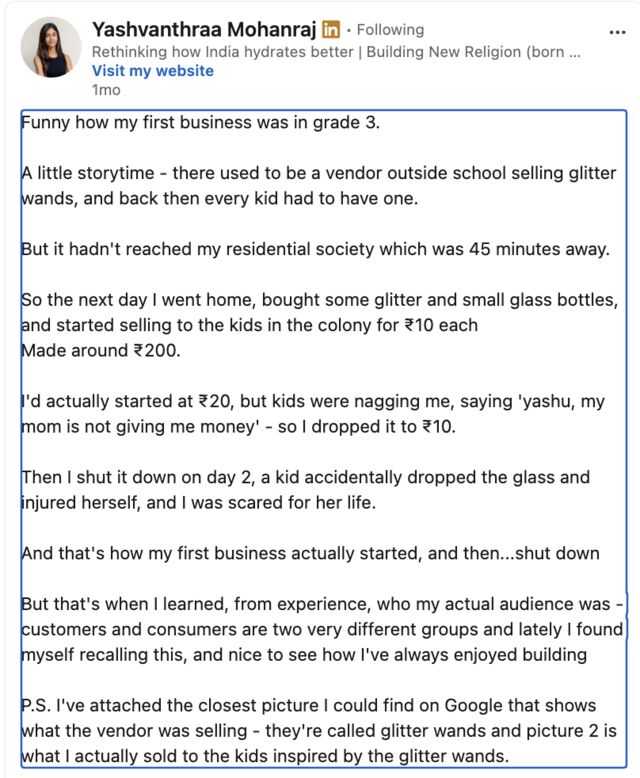 Yashvanthraa Mohanraj in · Following
Rethinking how India hydrates better | Building New Religion (born ...
Visit my website
1mo
Funny how my first business was in grade 3.
A little storytime - there used to be a vendor outside school selling glitter
wands, and back then every kid had to have one.
But it hadn't reached my residential society which was 45 minutes away.
So the next day I went home, bought some glitter and small glass bottles,
and started selling to the kids in the colony for ₹10 each
Made around ₹200.
I'd actually started at ₹20, but kids were nagging me, saying 'yashu, my
mom is not giving me money' - so I dropped it to ₹10.
Then I shut it down on day 2, a kid accidentally dropped the glass and
injured herself, and I was scared for her life.
And that's how my first business actually started, and then...shut down
But that's when I learned, from experience, who my actual audience was -
customers and consumers are two very different groups and lately I found
myself recalling this, and nice to see how I've always enjoyed building
P.S. I've attached the closest picture I could find on Google that shows
what the vendor was selling - they're called glitter wands and picture 2 is
what I actually sold to the kids inspired by the glitter wands.